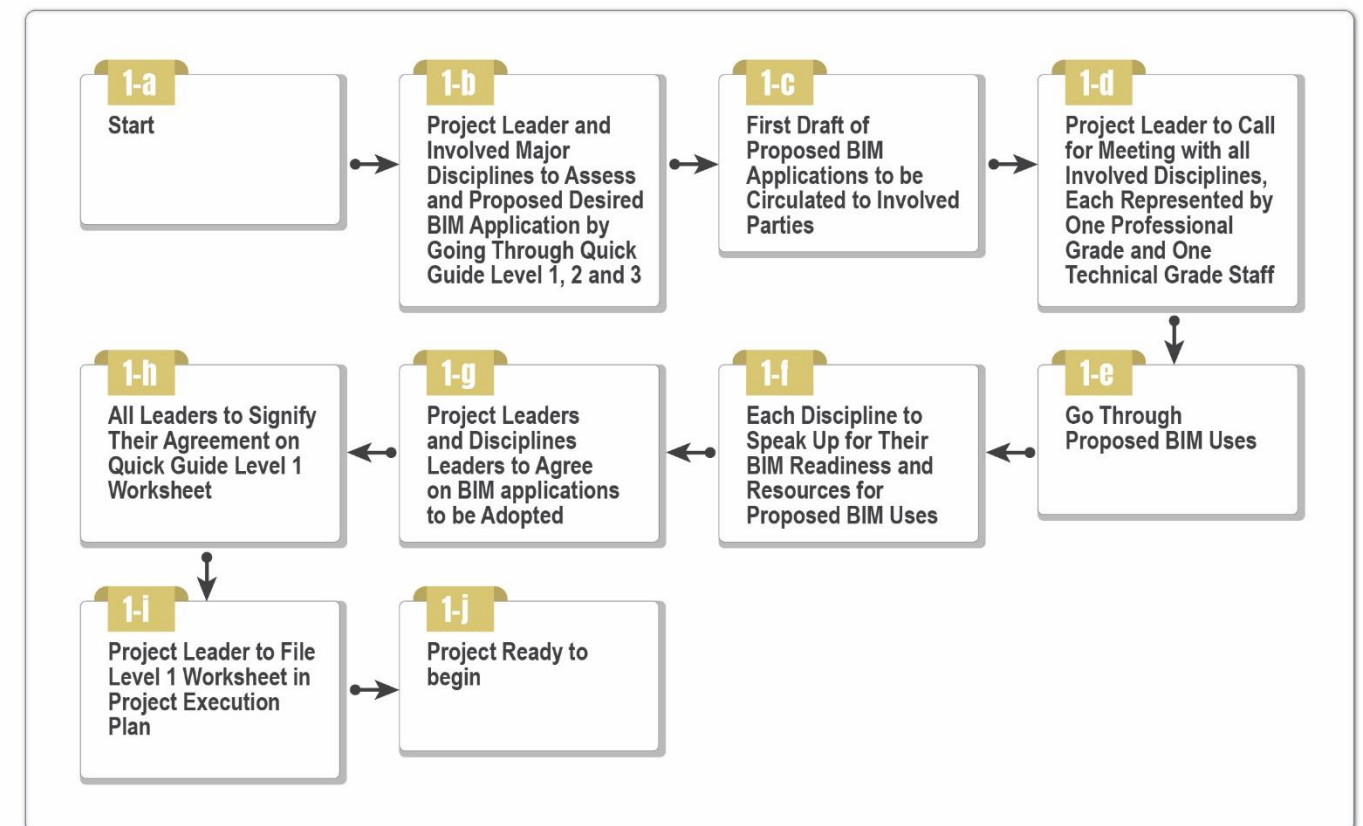 1-a
Start
1-b
Project Leader and
Involved Major
Disciplines to Assess
and Proposed Desired
BIM Application by
Going Through Quick
Guide Level 1, 2 and 3
1-c
First Draft of
Proposed BIM
Applications to be
Circulated to Involved
Parties
1-d
Project Leader to Call
for Meeting with all
Involved Disciplines,
Each Represented by
One Professional
Grade and One
Technical Grade Staff
1-e
Go Through
Proposed BIM Uses
1-f
Each Discipline to
Speak Up for Their
BIM Readiness and
Resources for
Proposed BIM Uses
1-g
Project Leaders
and Disciplines
Leaders to Agree
on BIM applications
to be Adopted
1-h
All Leaders to Signify
Their Agreement on
Quick Guide Level 1
Worksheet
1-i
Project Leader to File
Level 1 Worksheet in
Project Execution
Plan
1-j
Project Ready to
begin